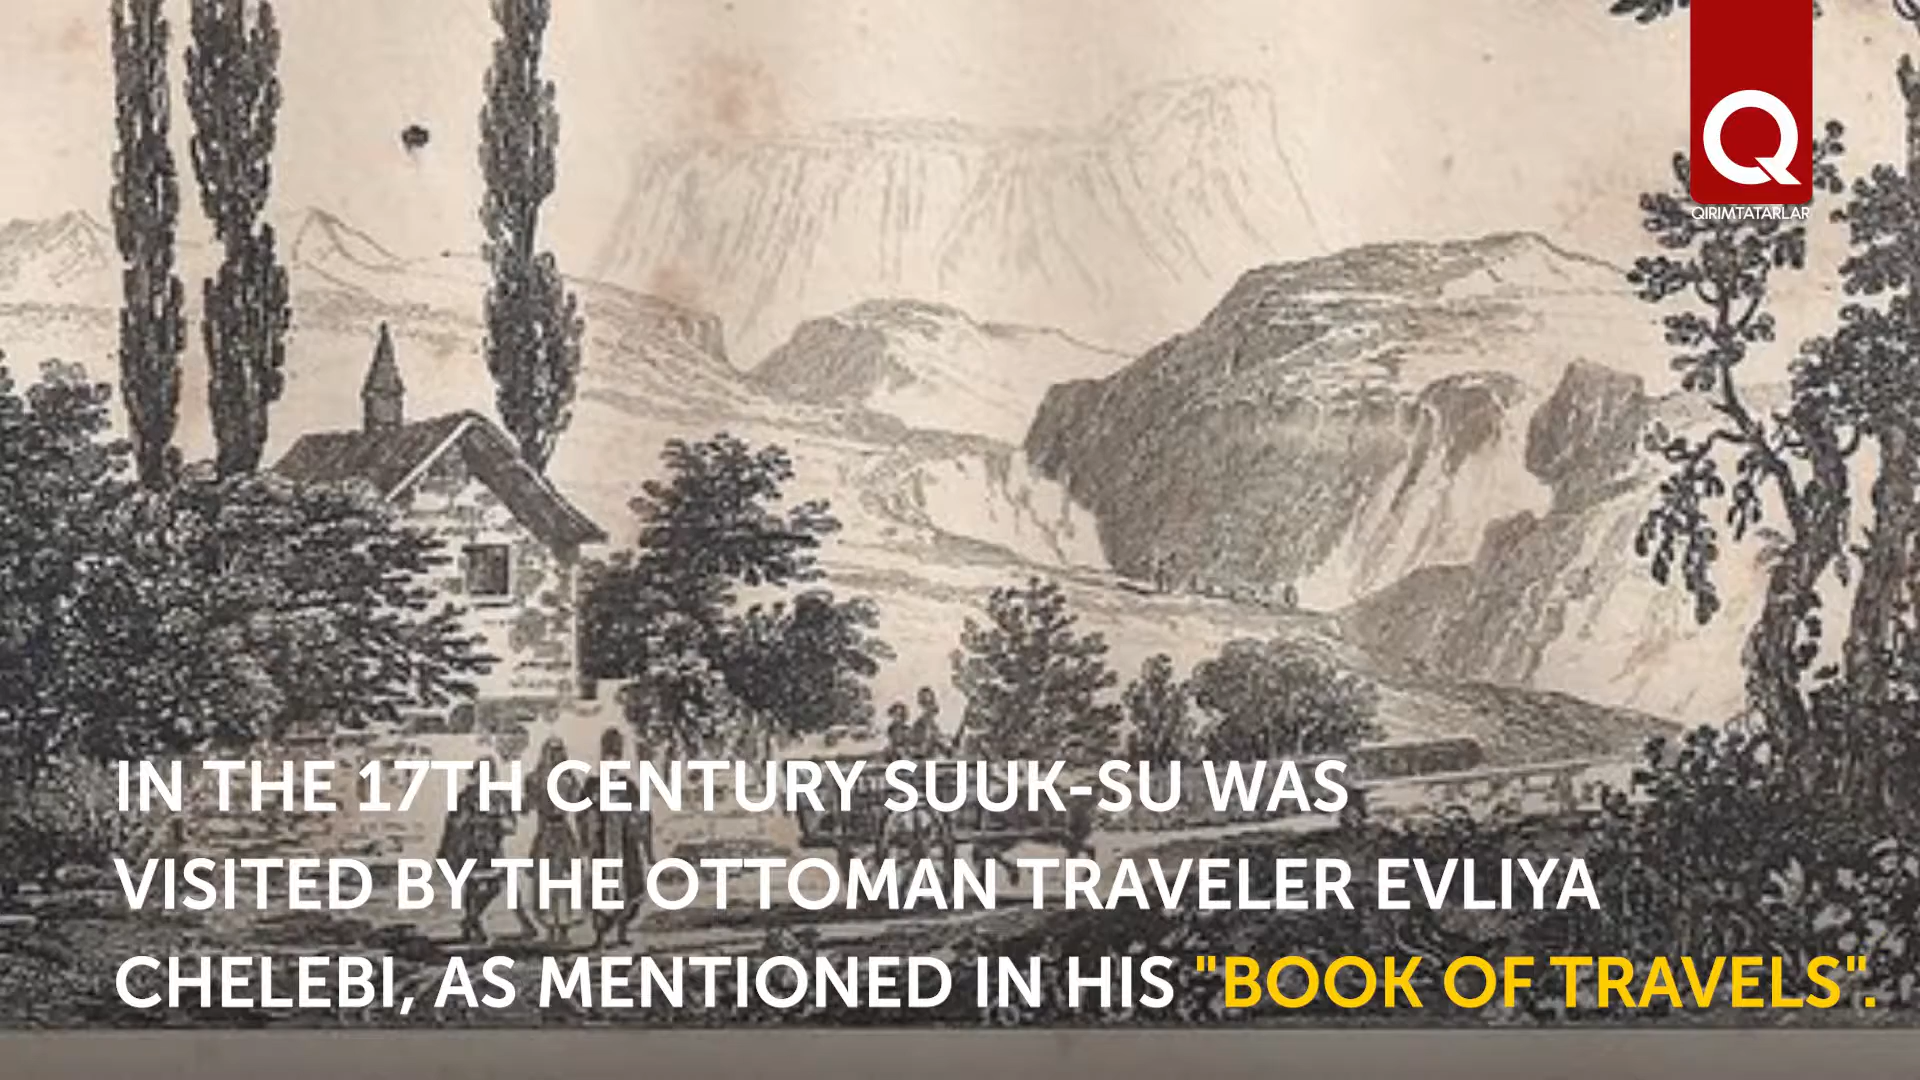 Q
QIRIMTATARLAR
IN THE 17TH CENTURY SUUK-SU WAS
VISITED BY THE OTTOMAN TRAVELER EVLIYA
CHELEBI, AS MENTIONED IN HIS "BOOK OF TRAVELS".